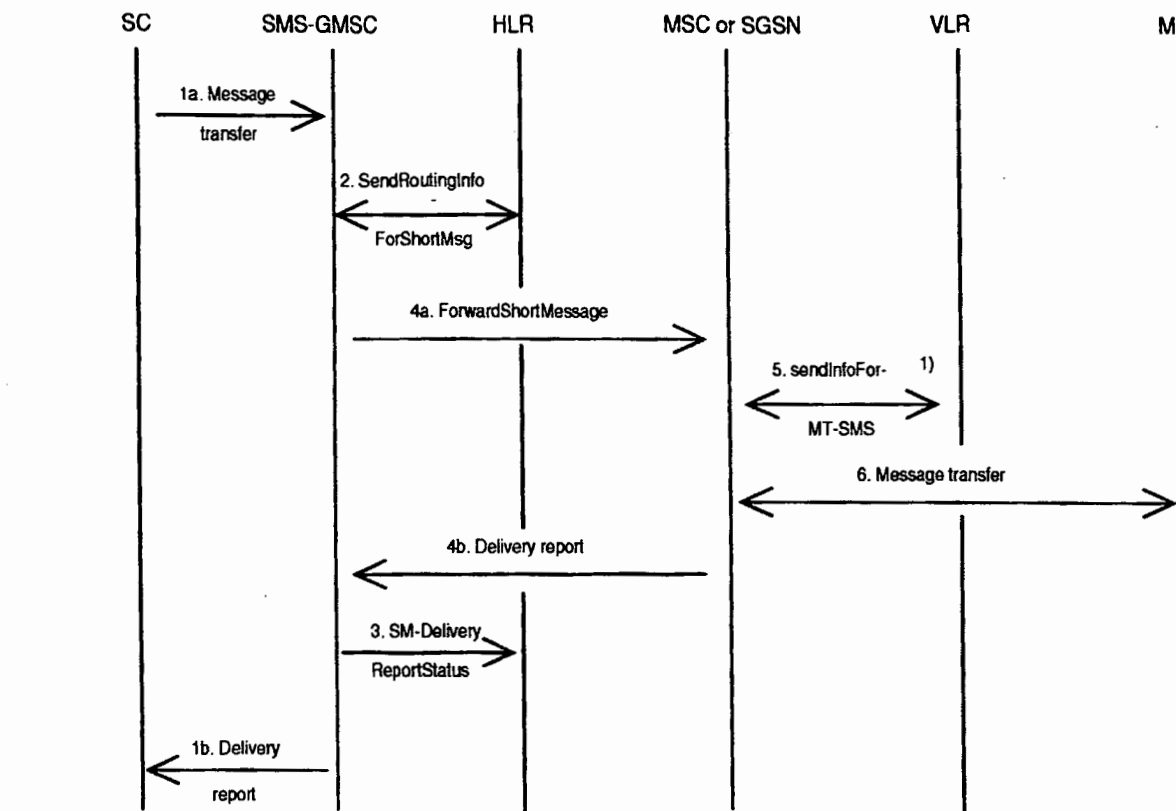 SC SMS-GMSC HLR MSC or SGSN VLR M
1a. Message
transfer
2. SendRoutingInfo
ForShortMsg
4a. ForwardShortMessage
5. sendInfoFor- 1)
MT-SMS
6. Message transfer
4b. Delivery report
3. SM-Delivery
ReportStatus
1b. Delivery
report